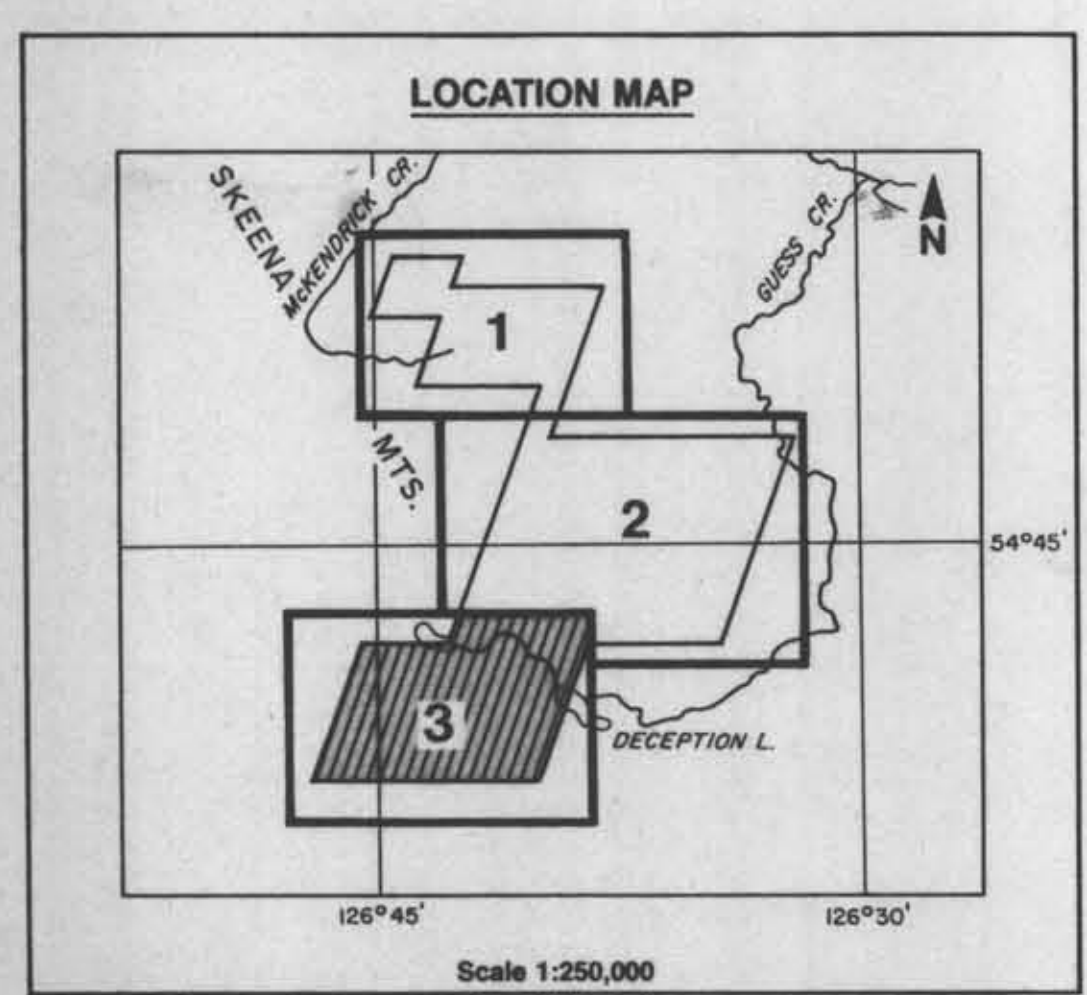 LOCATION MAP
SKEENA
McKENDRICK CR.
GUESS CR.
N
1
MTS.
2
54°45'
3
DECEPTION L.
126°45'
126°30'
Scale 1:250,000